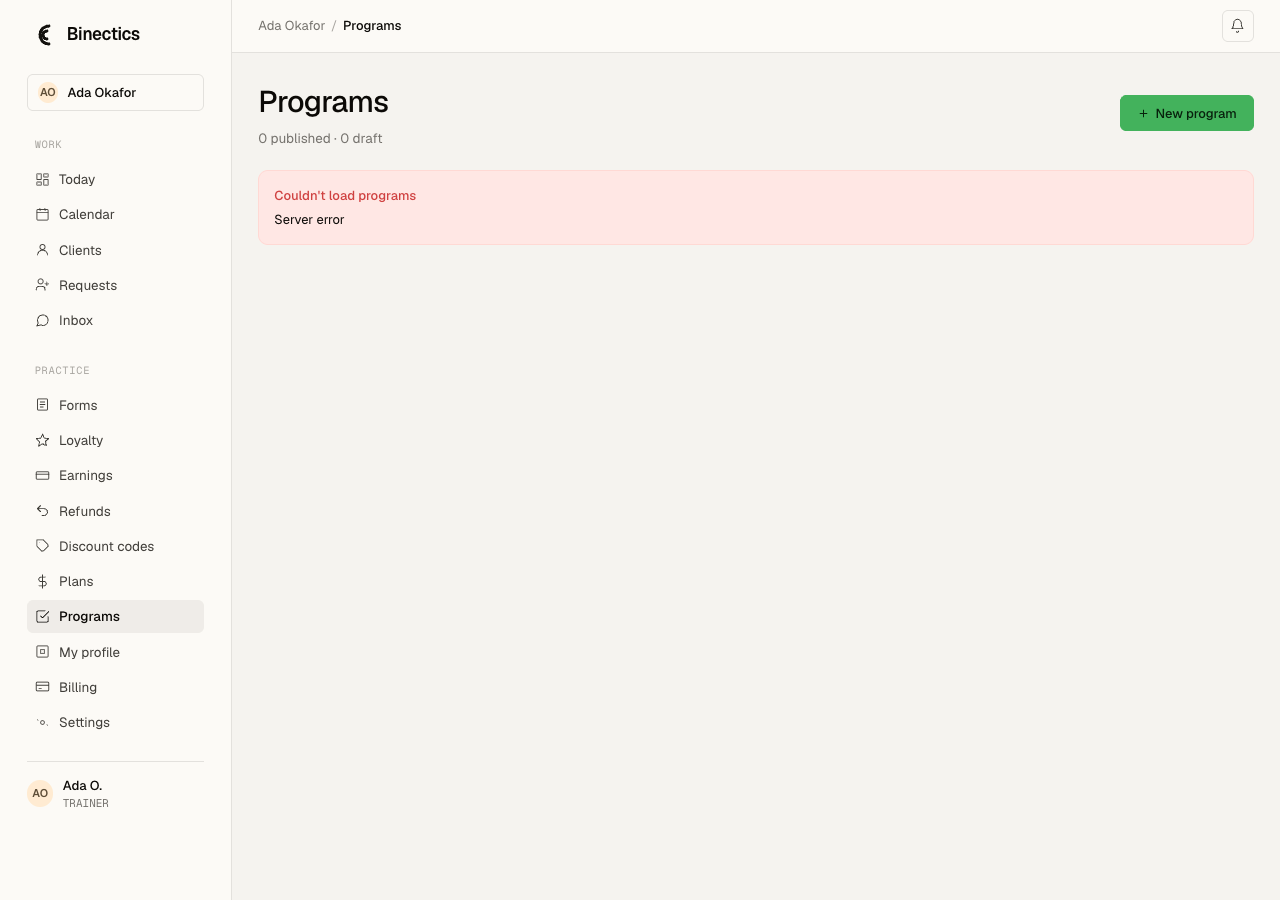 Binectics
AO Ada Okafor
WORK
Today
Calendar
Clients
Requests
Inbox
PRACTICE
Forms
Loyalty
Earnings
Refunds
Discount codes
Plans
Programs
My profile
Billing
Settings
AO Ada O.
TRAINER
Ada Okafor / Programs
Programs
0 published · 0 draft
+ New program
Couldn't load programs
Server error